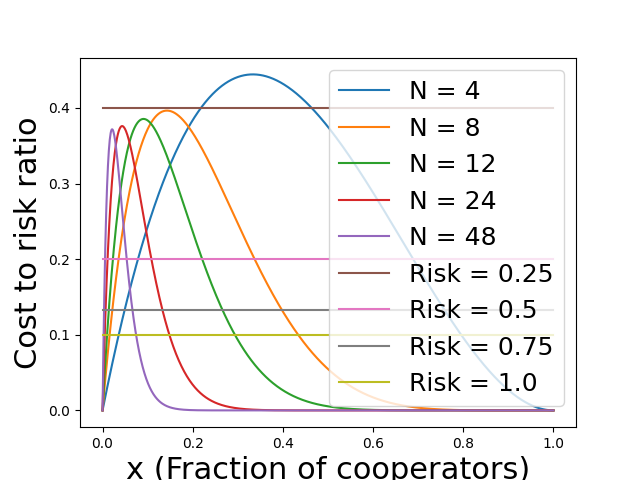 Cost to risk ratio
0.4
0.3
0.2
0.1
0.0
N = 4
N = 8
N = 12
N = 24
N = 48
Risk = 0.25
Risk = 0.5
Risk = 0.75
Risk = 1.0
0.0 0.2 0.4 0.6 0.8 1.0
x (Fraction of cooperators)